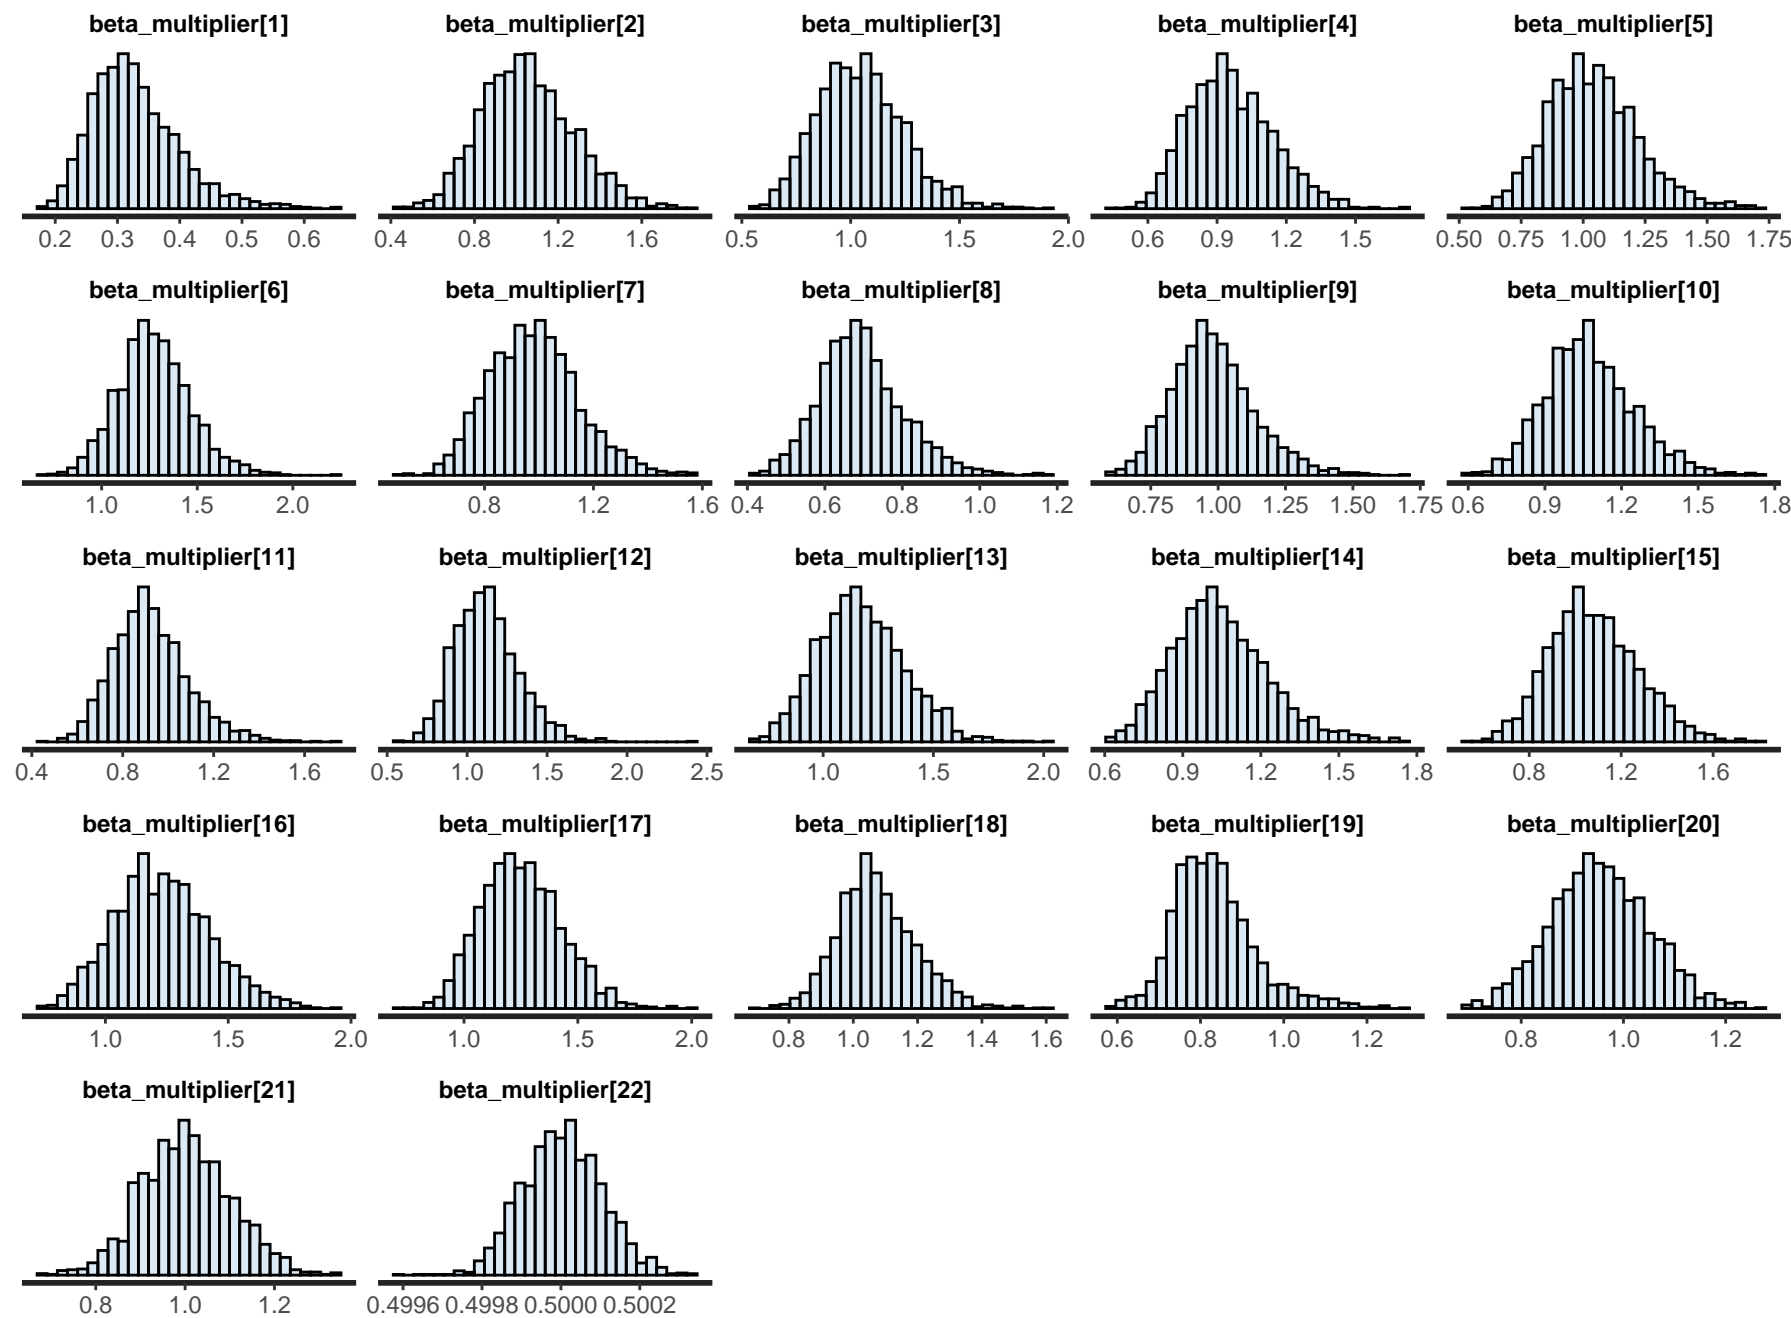 beta_multiplier[1] beta_multiplier[2] beta_multiplier[3] beta_multiplier[4] beta_multiplier[5]
0.2 0.3 0.4 0.5 0.6 0.4 0.8 1.2 1.6 0.5 1.0 1.5 2.0 0.6 0.9 1.2 1.5 0.50 0.75 1.00 1.25 1.50 1.75
beta_multiplier[6] beta_multiplier[7] beta_multiplier[8] beta_multiplier[9] beta_multiplier[10]
1.0 1.5 2.0 0.8 1.2 1.6 0.4 0.6 0.8 1.0 1.2 0.75 1.00 1.25 1.50 1.75 0.6 0.9 1.2 1.5 1.8
beta_multiplier[11] beta_multiplier[12] beta_multiplier[13] beta_multiplier[14] beta_multiplier[15]
0.4 0.8 1.2 1.6 0.5 1.0 1.5 2.0 2.5 1.0 1.5 2.0 0.6 0.9 1.2 1.5 1.8 0.8 1.2 1.6
beta_multiplier[16] beta_multiplier[17] beta_multiplier[18] beta_multiplier[19] beta_multiplier[20]
1.0 1.5 2.0 1.0 1.5 2.0 0.8 1.0 1.2 1.4 1.6 0.6 0.8 1.0 1.2 0.8 1.0 1.2
beta_multiplier[21] beta_multiplier[22]
0.8 1.0 1.2 0.4996 0.4998 0.5000 0.5002